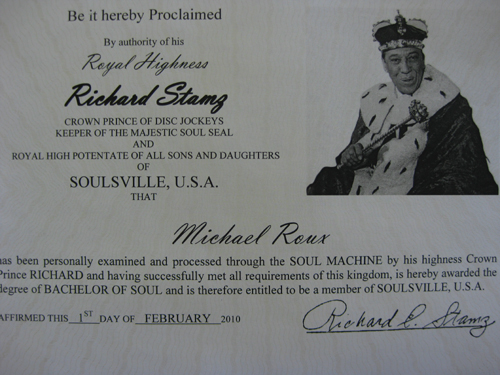 Be it hereby Proclaimed
By authority of his
Royal Highness
Richard Stamz
CROWN PRINCE OF DISC JOCKEYS
KEEPER OF THE MAJESTIC SOUL SEAL
AND
ROYAL HIGH POTENTATE OF ALL SONS AND DAUGHTERS
OF
SOULSVILLE, U.S.A.
THAT
Michael Roux
has been personally examined and processed through the SOUL MACHINE by his highness Crown
Prince RICHARD and having successfully met all requirements of this kingdom, is hereby awarded the
degree of BACHELOR OF SOUL and is therefore entitled to be a member of SOULSVILLE, U.S.A.
AFFIRMED THIS 1ST DAY OF FEBRUARY 2010
Richard E. Stamz